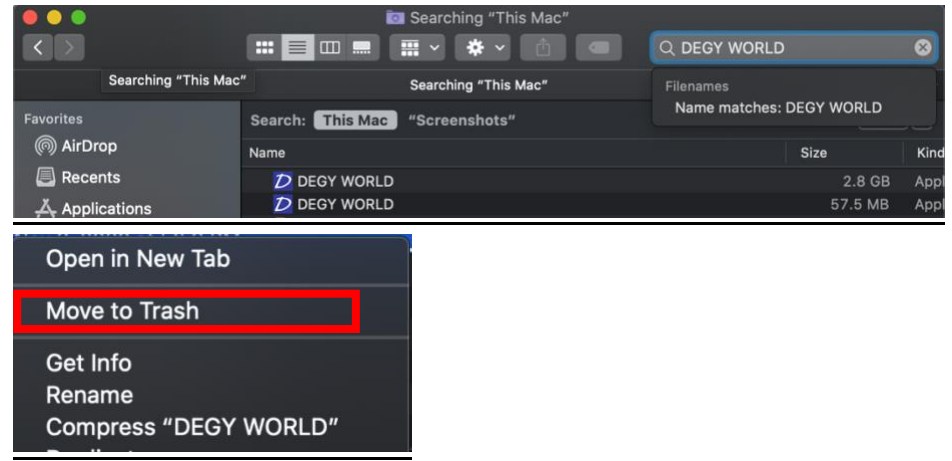 Searching “This Mac”
DEGY WORLD
Searching “This Mac”
Searching “This Mac”
Filenames
Name matches: DEGY WORLD
Favorites
Search: This Mac “Screenshots”
AirDrop
Name Size Kind
Recents
DEGY WORLD 2.8 GB Appl
Applications
DEGY WORLD 57.5 MB Appl
Open in New Tab
Move to Trash
Get Info
Rename
Compress “DEGY WORLD”